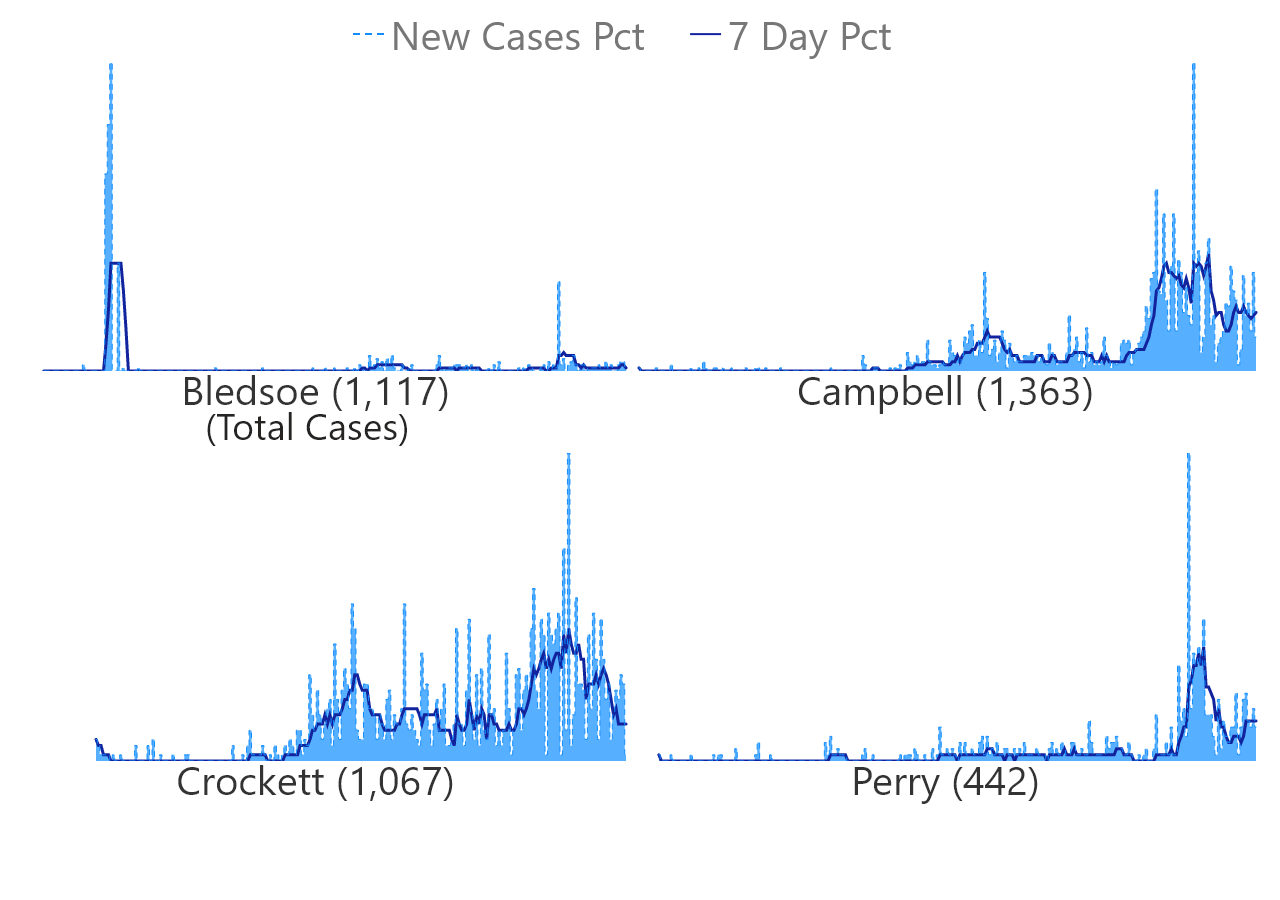 New Cases Pct 7 Day Pct
Bledsoe (1,117)
(Total Cases)
Campbell (1,363)
Crockett (1,067)
Perry (442)